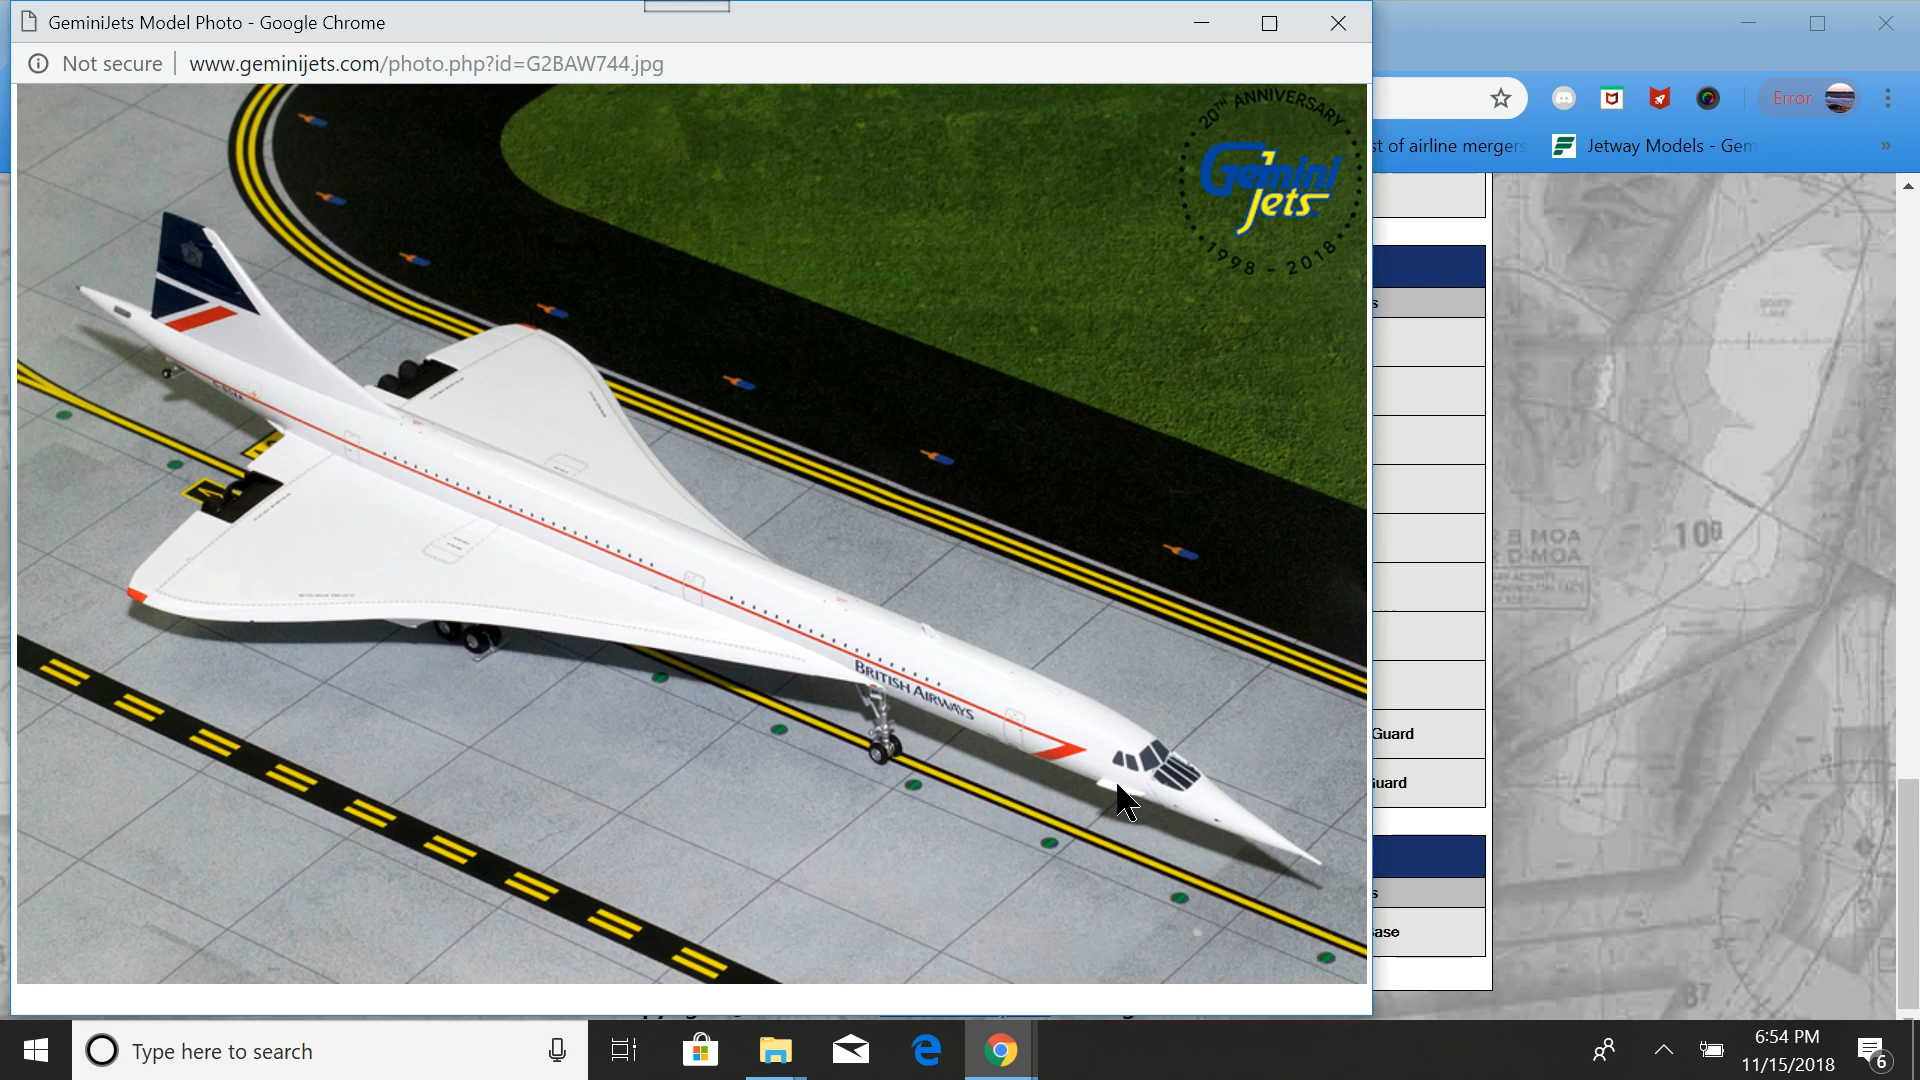 GeminiJets Model Photo - Google Chrome
Not secure
www.geminijets.com/photo.php?id=G2BAW744.jpg
Error
st of airline mergers
Jetway Models - Gem
»
20TH ANNIVERSARY
Gemini
Jets
1998 - 2018
BRITISH AIRWAYS
s
Guard
Guard
s
ase
B MOA
D MOA
100
87
Type here to search
6:54 PM
11/15/2018
6